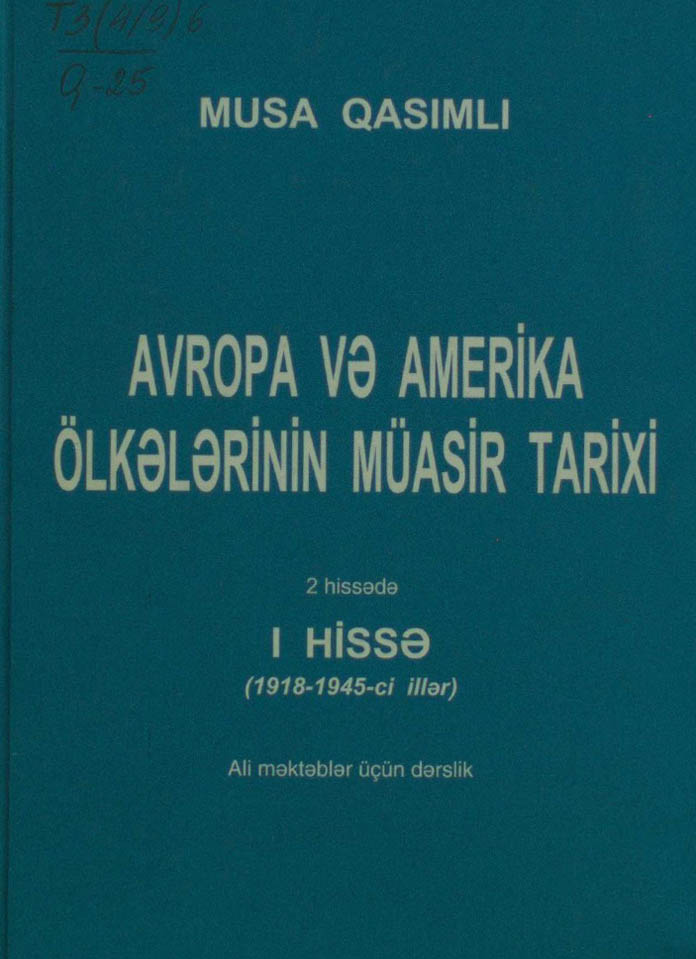 T3(4/9)6
Q-25
MUSA QASIMLI
AVROPA VƏ AMERİKA
ÖLKƏLƏRİNİN MÜASİR TARİXİ
2 hissədə
I HİSSƏ
(1918-1945-ci illər)
Ali məktəblər üçün dərslik